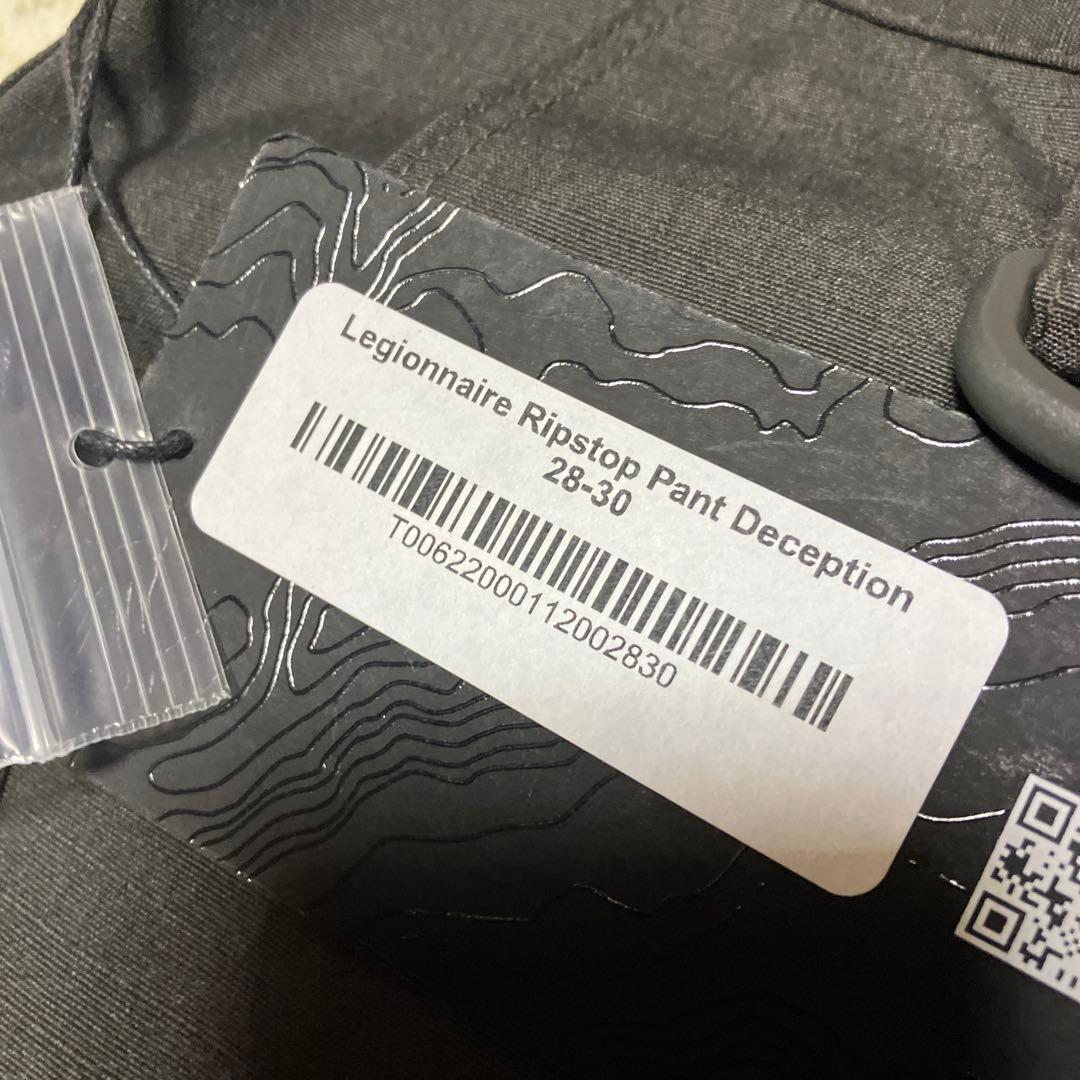 Legionnaire Ripstop Pant Deception
28-30
T00622000112002830